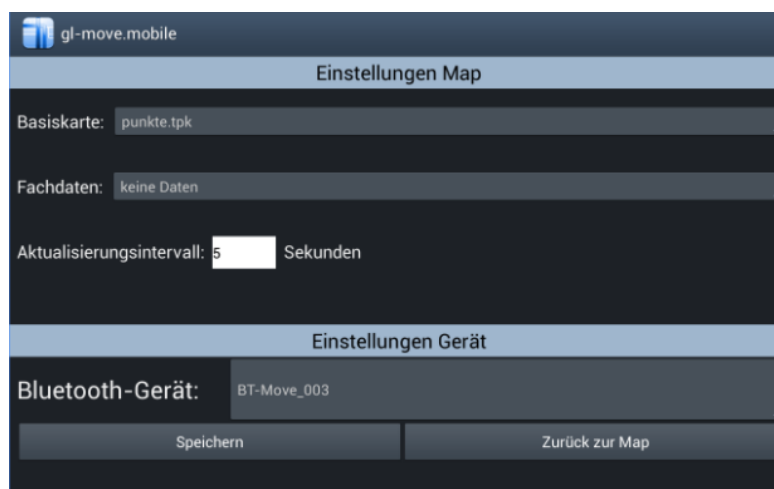 gl-move.mobile
Einstellungen Map
Basiskarte: punkte.tpk
Fachdaten: keine Daten
Aktualisierungsintervall: 5 Sekunden
Einstellungen Gerät
Bluetooth-Gerät: BT-Move_003
Speichern Zurück zur Map